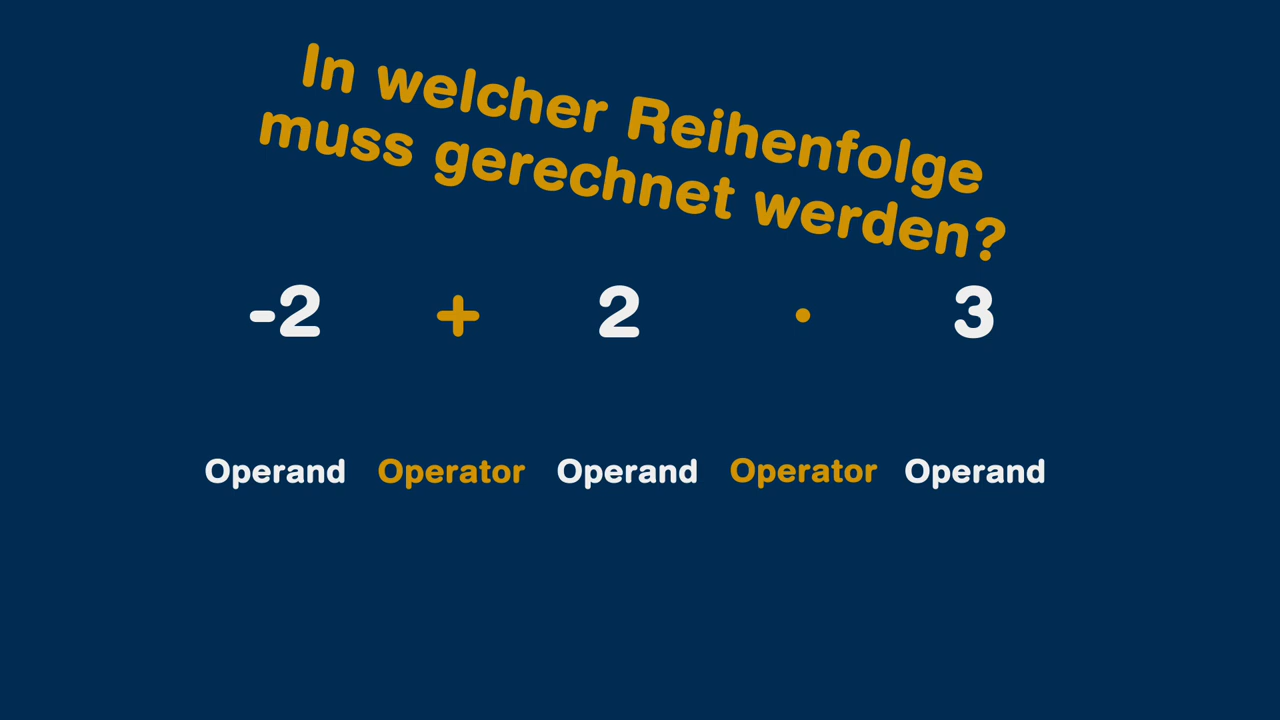 In welcher Reihenfolge
muss gerechnet werden?
-2 + 2 · 3
Operand Operator Operand Operator Operand